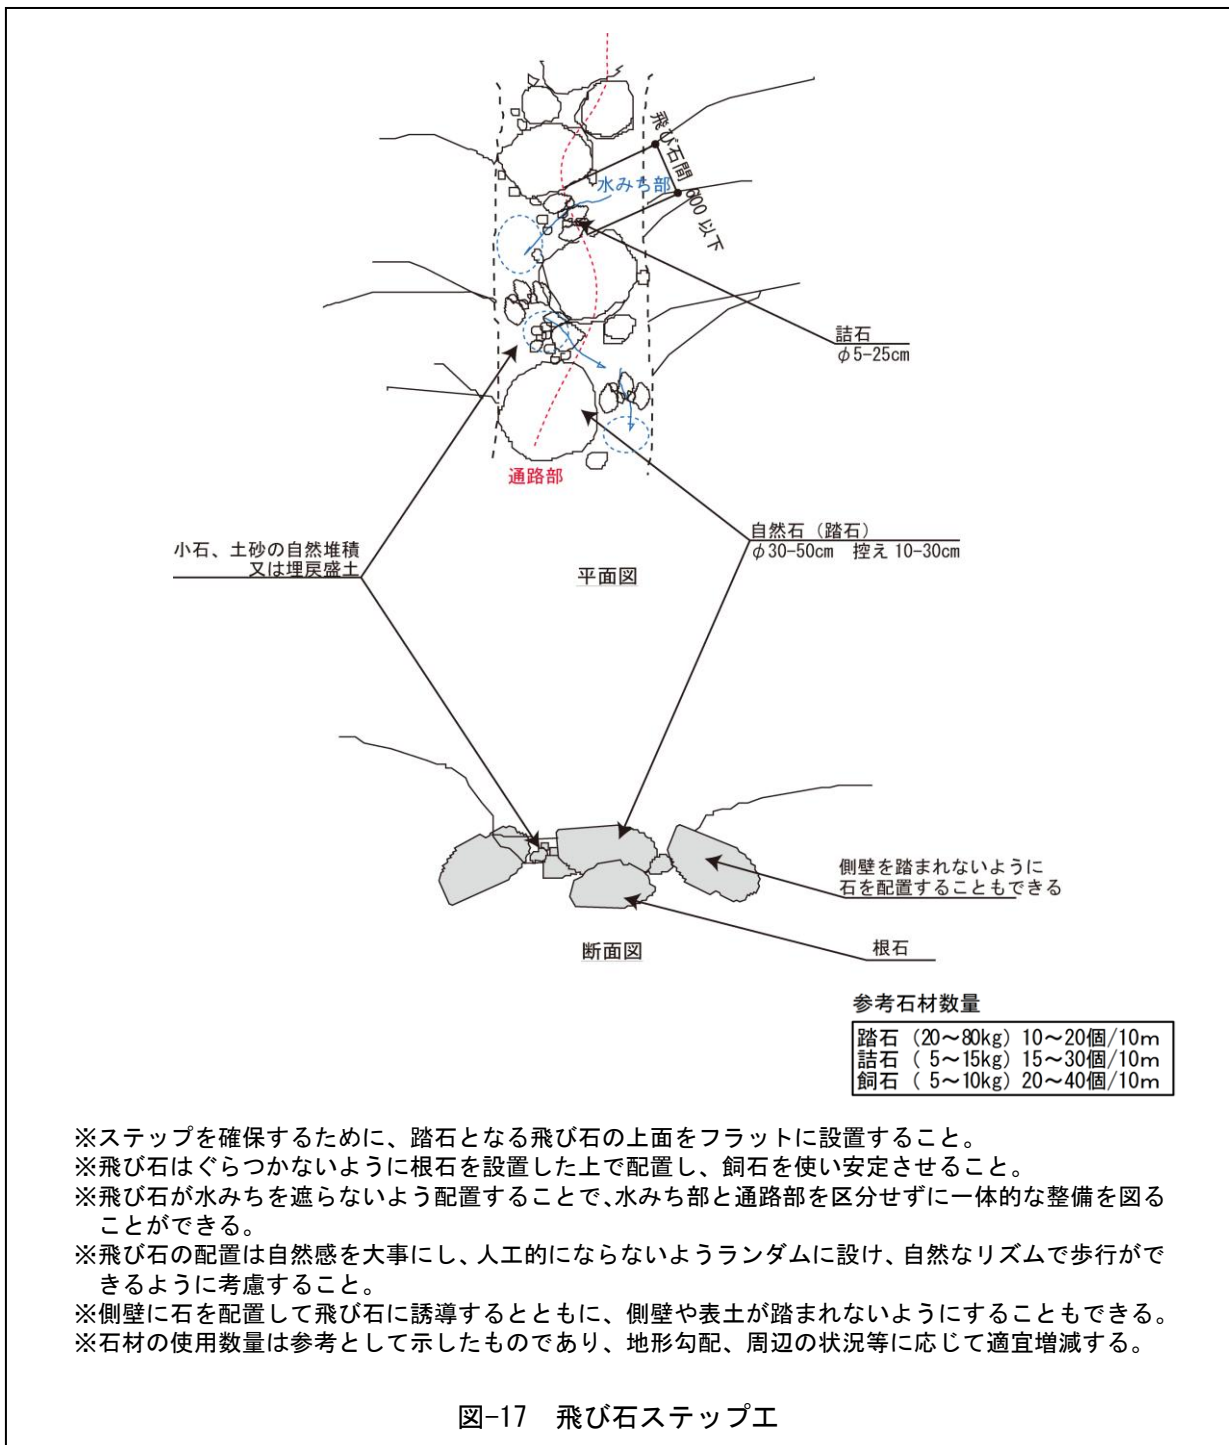 水みち部
飛び石間 600 以下
詰石
φ5-25cm
通路部
自然石（踏石）
φ30-50cm　控え 10-30cm
小石、土砂の自然堆積
又は埋戻盛土
平面図
側壁を踏まれないように
石を配置することもできる
断面図
根石
参考石材数量
踏石（20～80kg）10～20個/10m
詰石（ 5～15kg）15～30個/10m
飼石（ 5～10kg）20～40個/10m
※ステップを確保するために、踏石となる飛び石の上面をフラットに設置すること。
※飛び石はぐらつかないように根石を設置した上で配置し、飼石を使い安定させること。
※飛び石が水みちを遮らないよう配置することで、水みち部と通路部を区分せずに一体的な整備を図る
ことができる。
※飛び石の配置は自然感を大事にし、人工的にならないようランダムに設け、自然なリズムで歩行がで
きるように考慮すること。
※側壁に石を配置して飛び石に誘導するとともに、側壁や表土が踏まれないようにすることもできる。
※石材の使用数量は参考として示したものであり、地形勾配、周辺の状況等に応じて適宜増減する。
図-17　飛び石ステップ工